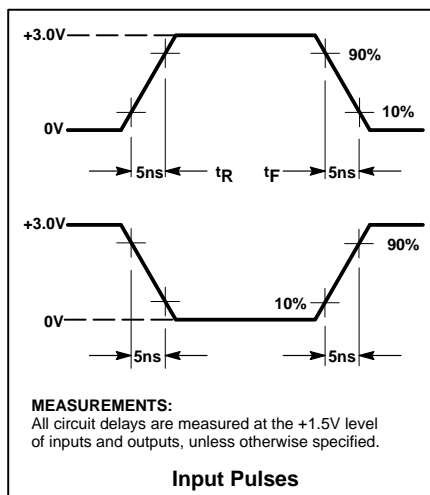 +3.0V
90%
10%
0V
5ns tR tF 5ns
+3.0V
90%
10%
0V
5ns 5ns
MEASUREMENTS:
All circuit delays are measured at the +1.5V level
of inputs and outputs, unless otherwise specified.
Input Pulses